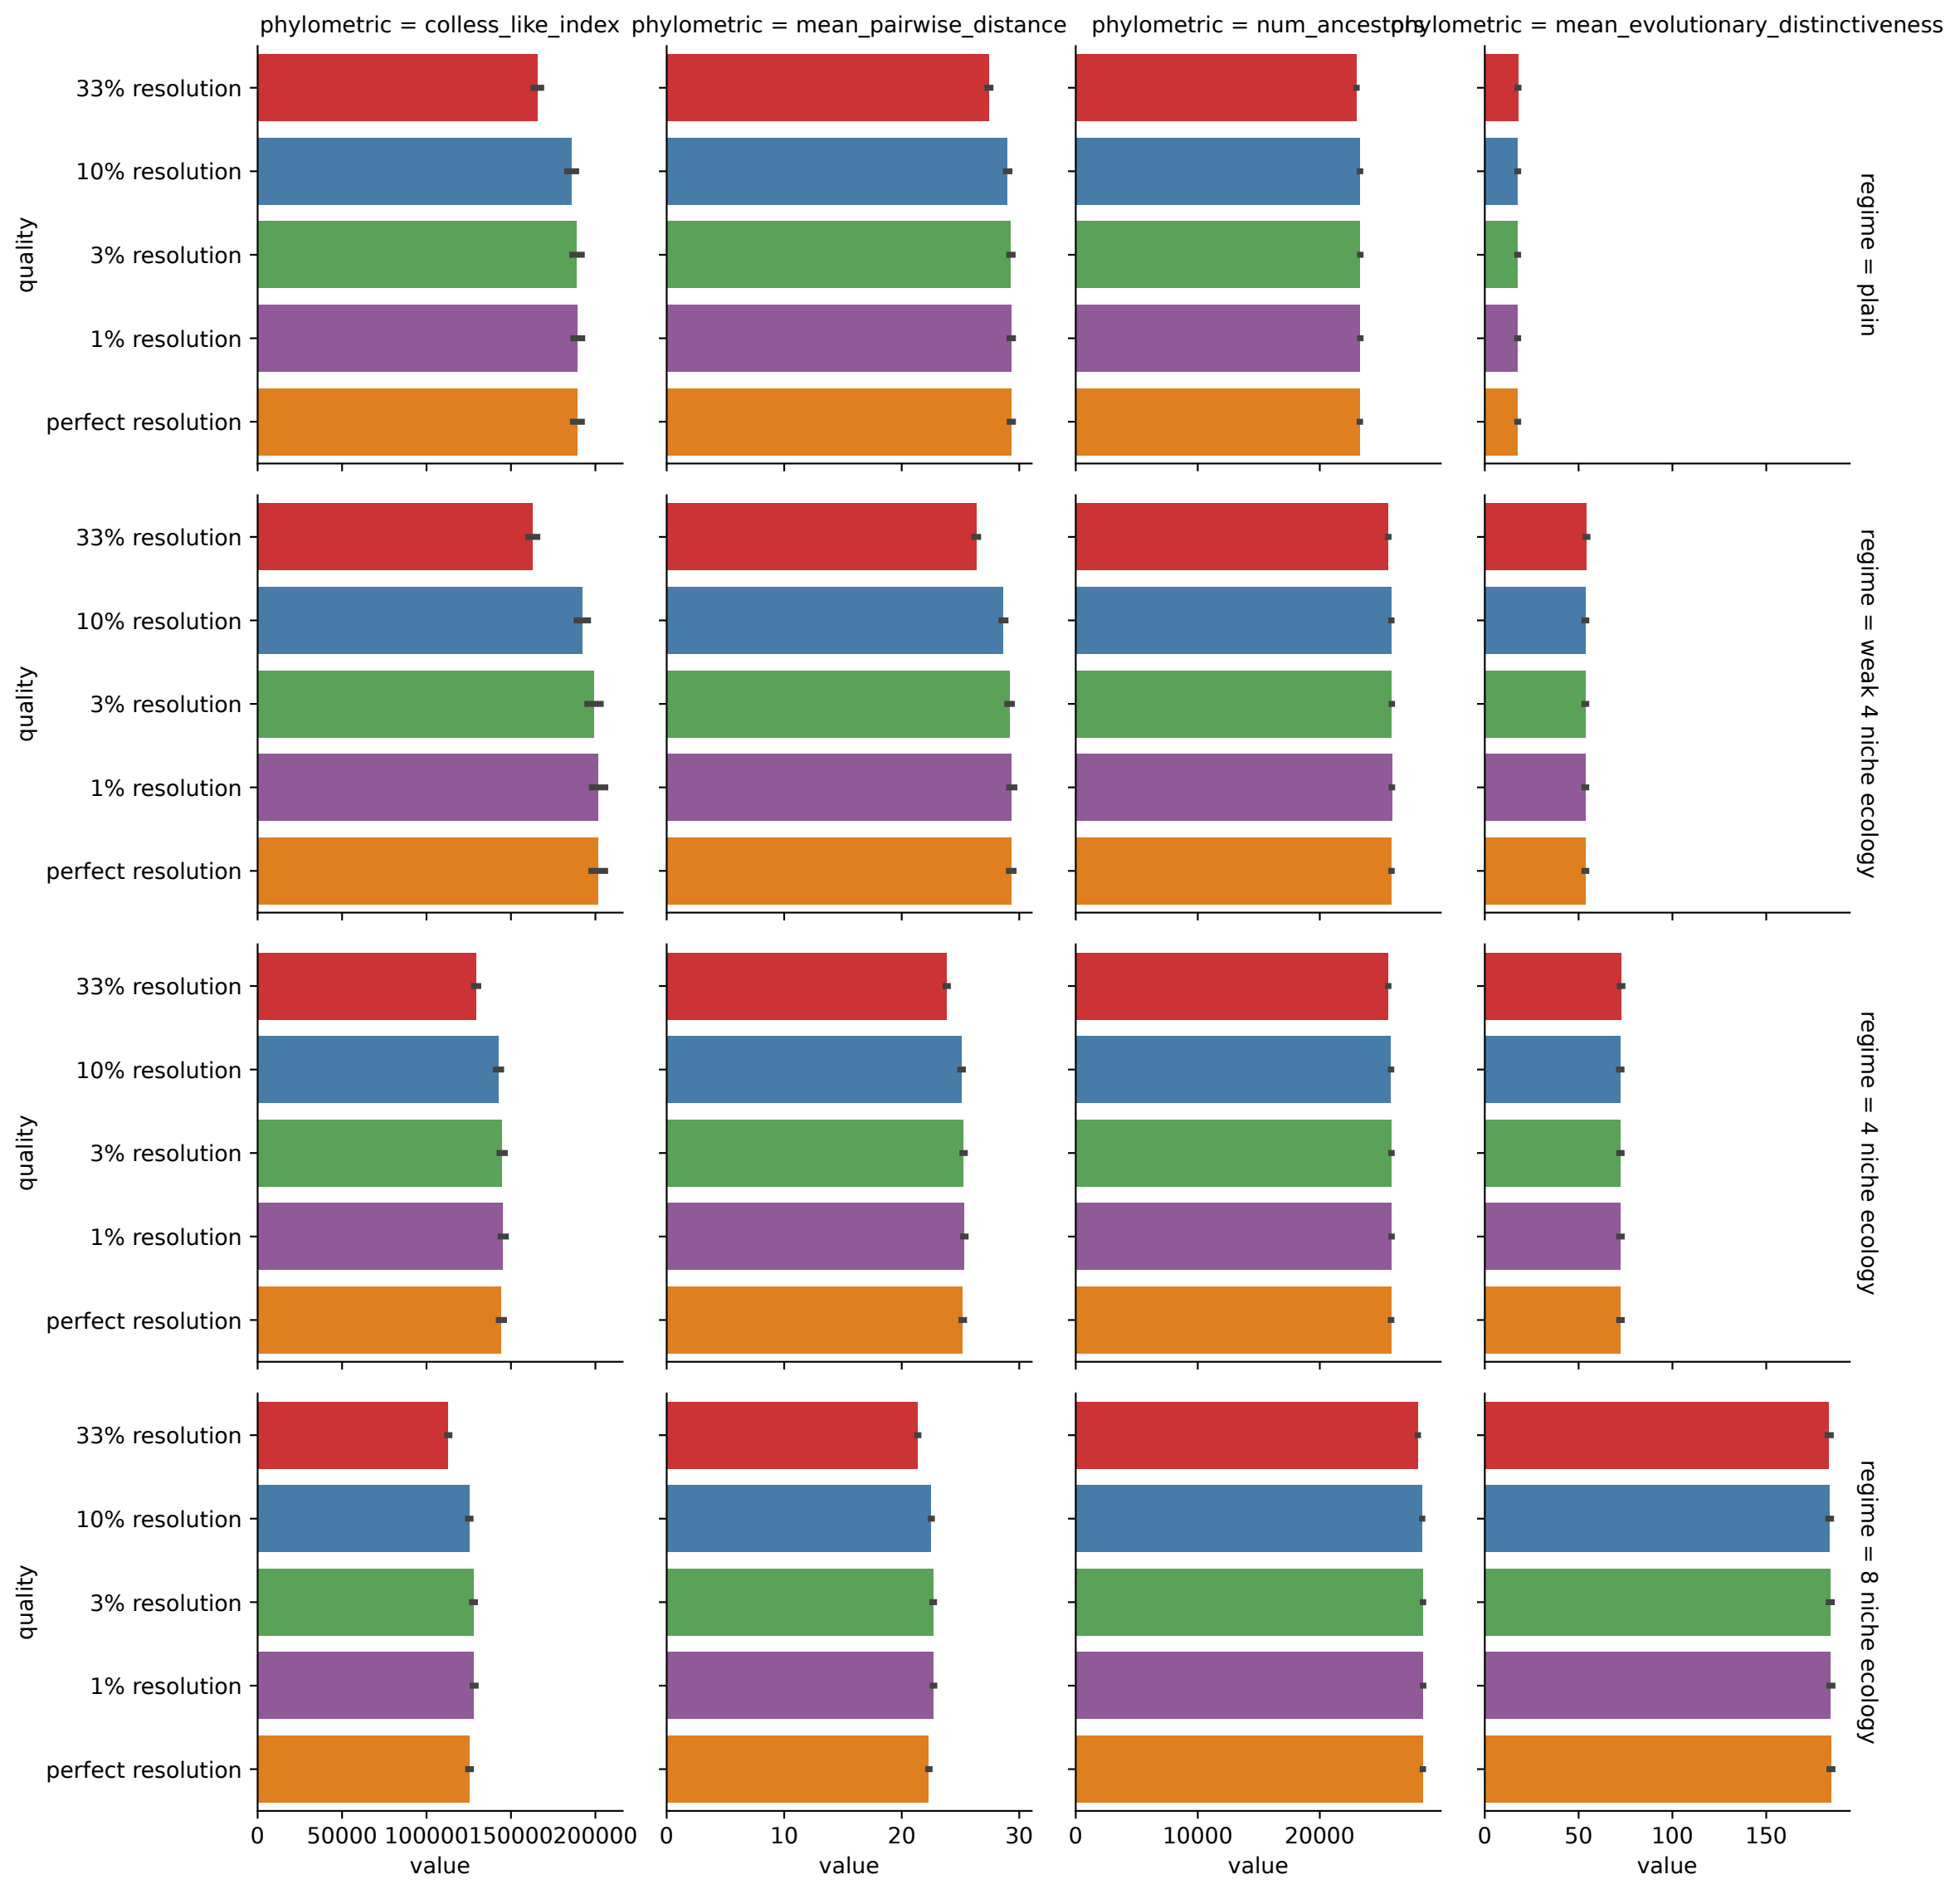 phylometric = colless_like_index
phylometric = mean_pairwise_distance
phylometric = num_ancestors
phylometric = mean_evolutionary_distinctiveness
quality
33% resolution
10% resolution
3% resolution
1% resolution
perfect resolution
regime = plain
quality
33% resolution
10% resolution
3% resolution
1% resolution
perfect resolution
regime = weak 4 niche ecology
quality
33% resolution
10% resolution
3% resolution
1% resolution
perfect resolution
regime = 4 niche ecology
quality
33% resolution
10% resolution
3% resolution
1% resolution
perfect resolution
regime = 8 niche ecology
0 50000 100000 150000 200000
value
0 10 20 30
value
0 10000 20000
value
0 50 100 150
value